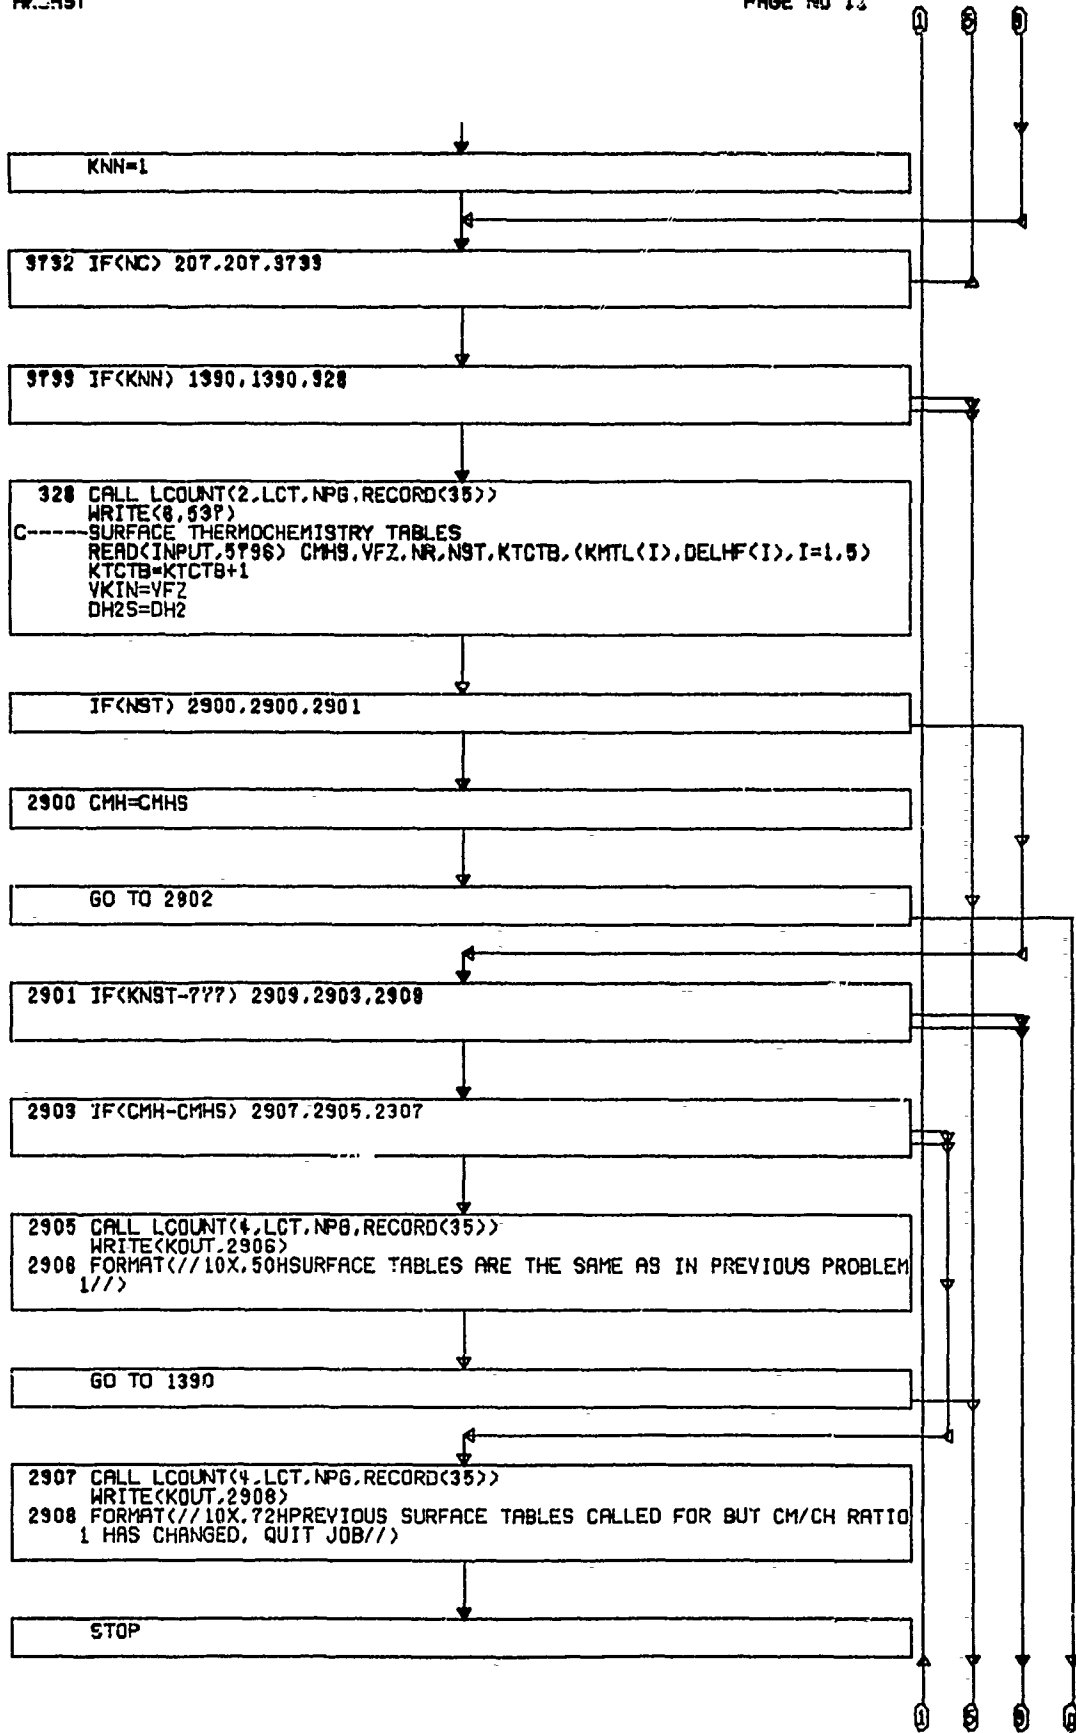 PAGE NO
KNN=1
3732 IF(NC) 207,207,3733
3733 IF(KNN) 1390,1390,328
328 CALL LCOUNT(2,LCT,NPG,RECORD(35))
WRITE(6,537)
C-----SURFACE THERMOCHEMISTRY TABLES
READ(INPUT,5736) CMHS,VFZ,NR,NST,KTCTB,(KMTL(I),DELHF(I),I=1,5)
KTCTB=KTCTB+1
VKIN=VFZ
DH2S=DH2
IF(NST) 2900,2900,2901
2900 CMH=CMHS
GO TO 2902
2901 IF(KNST-777) 2909,2903,2909
2903 IF(CMH-CMHS) 2907,2905,2907
2905 CALL LCOUNT(4,LCT,NPG,RECORD(35))
WRITE(KOUT,2906)
2906 FORMAT(//10X,50HSURFACE TABLES ARE THE SAME AS IN PREVIOUS PROBLEM
1//)
GO TO 1390
2907 CALL LCOUNT(4,LCT,NPG,RECORD(35))
WRITE(KOUT,2908)
2908 FORMAT(//10X,72HPREVIOUS SURFACE TABLES CALLED FOR BUT CM/CH RATIO
1 HAS CHANGED, QUIT JOB//)
STOP